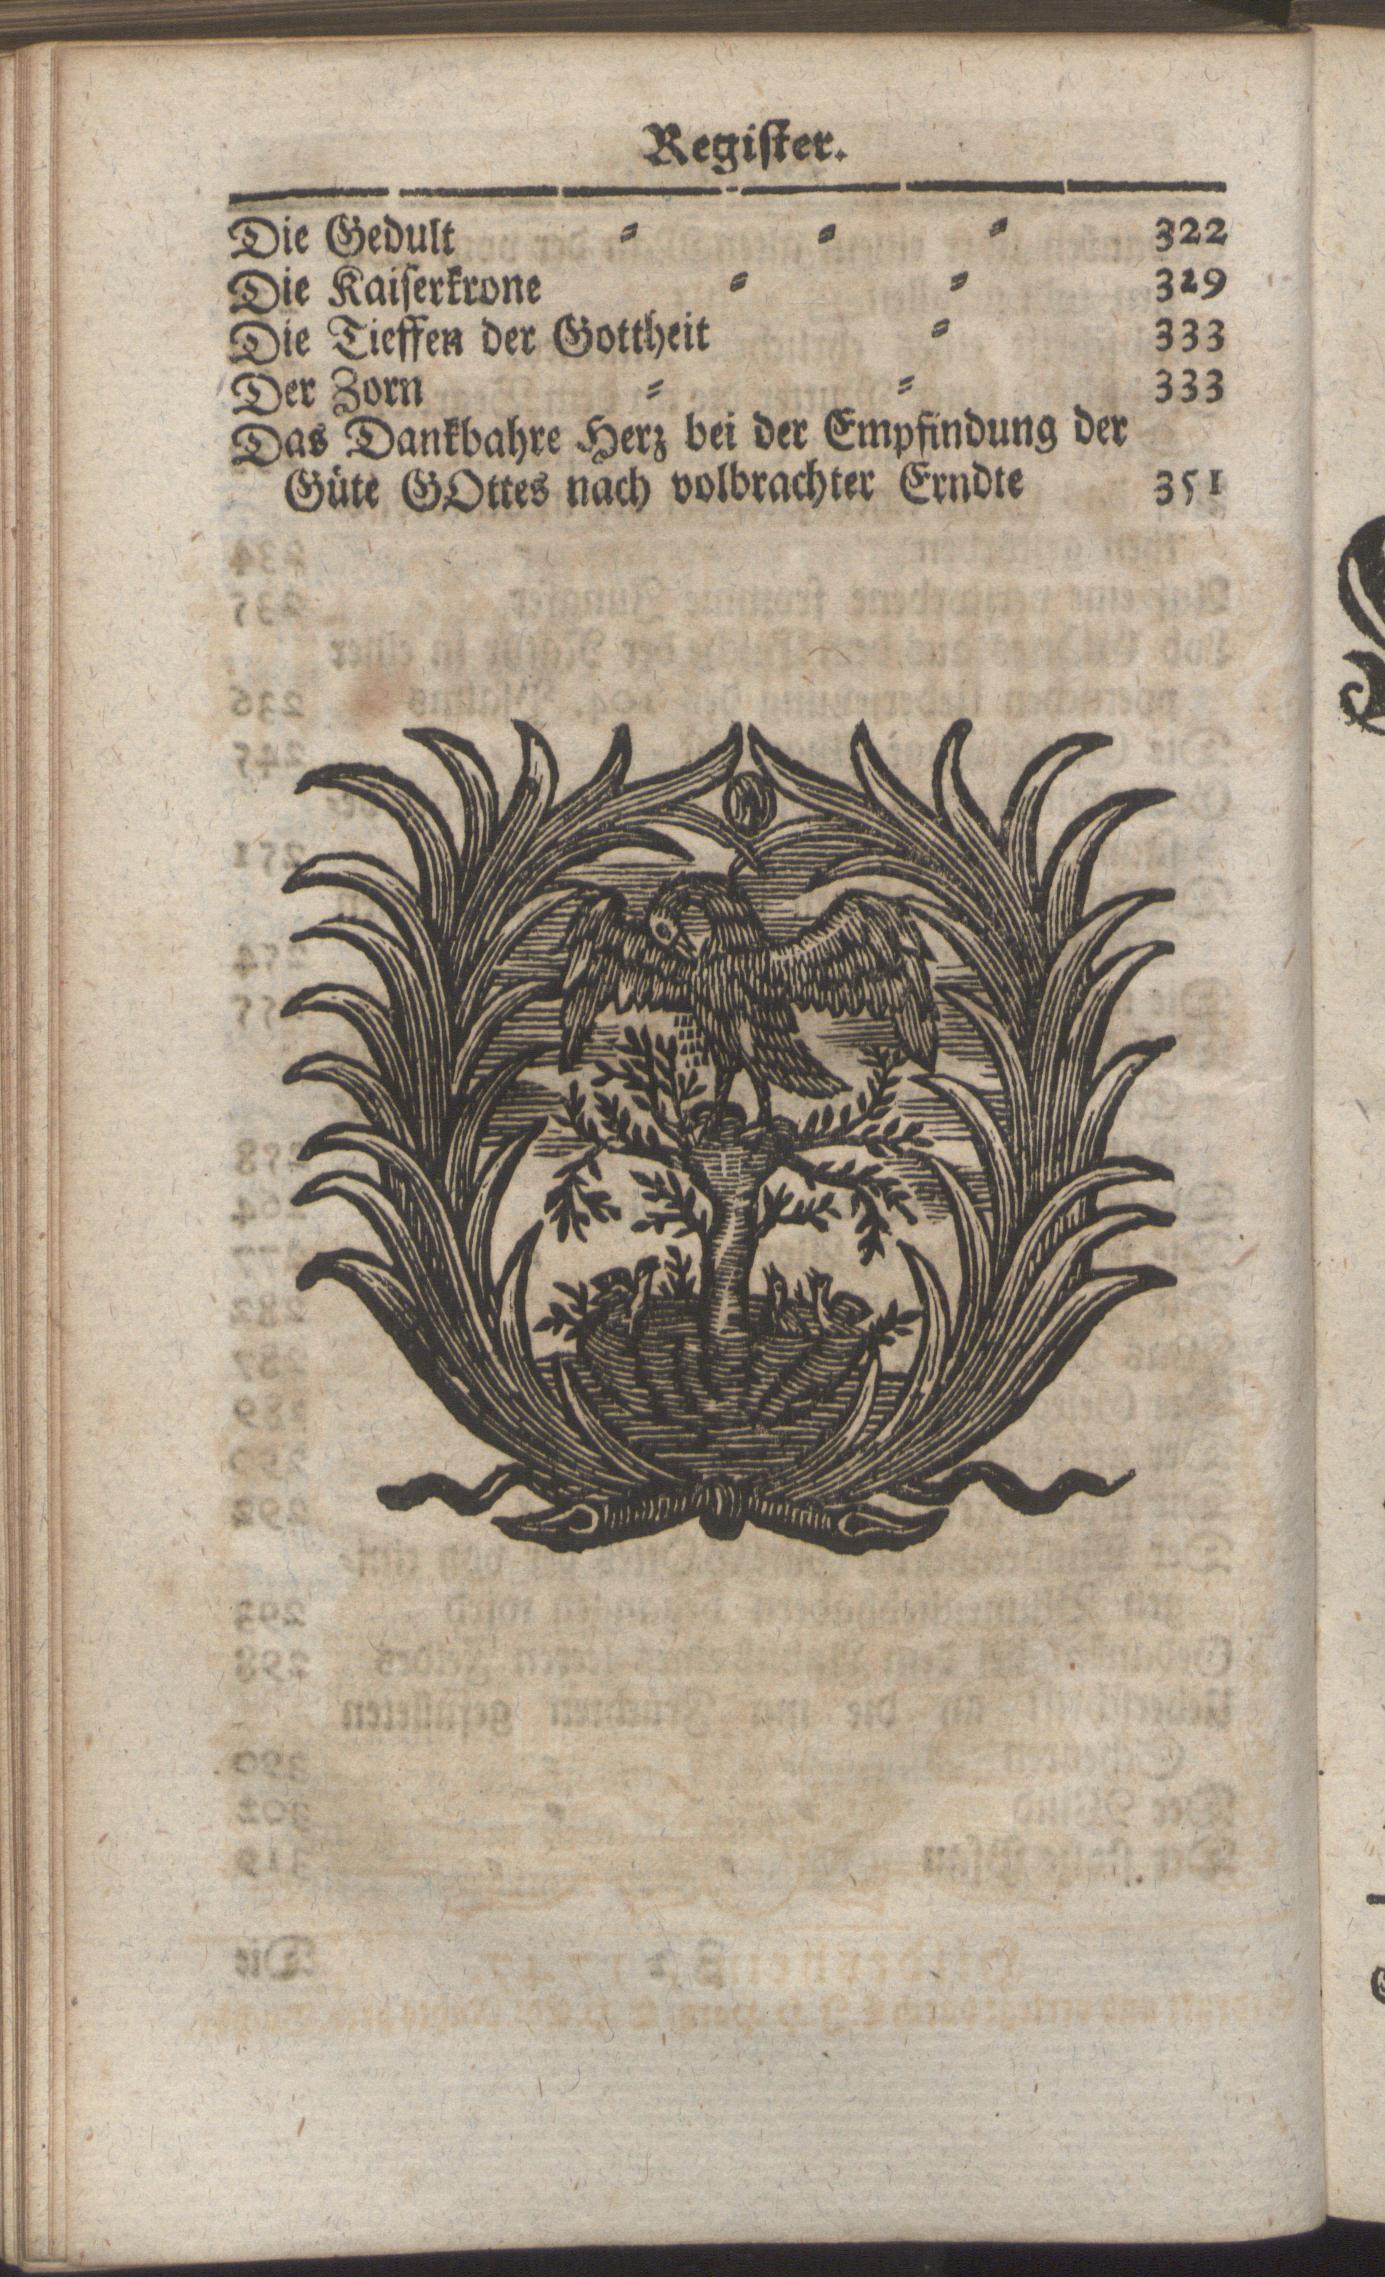 Register.
Die Gedult = = = 322
Die Kaiserkrone = = 329
Die Tieffen der Gottheit = 333
Der Zorn = = 333
Das Dankbahre Herz bei der Empfindung der
Güte GOttes nach volbrachter Erndte 351